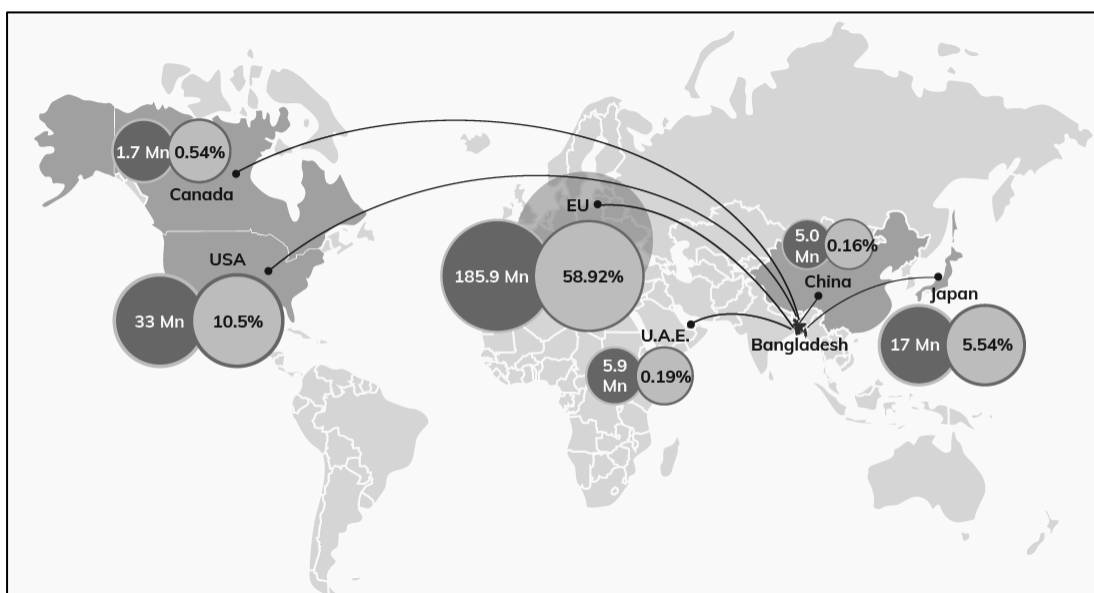 1.7 Mn 0.54%
Canada
USA
33 Mn 10.5%
EU
185.9 Mn 58.92%
U.A.E.
5.9
Mn
0.19%
5.0
Mn
0.16%
China
Japan
Bangladesh
17 Mn 5.54%